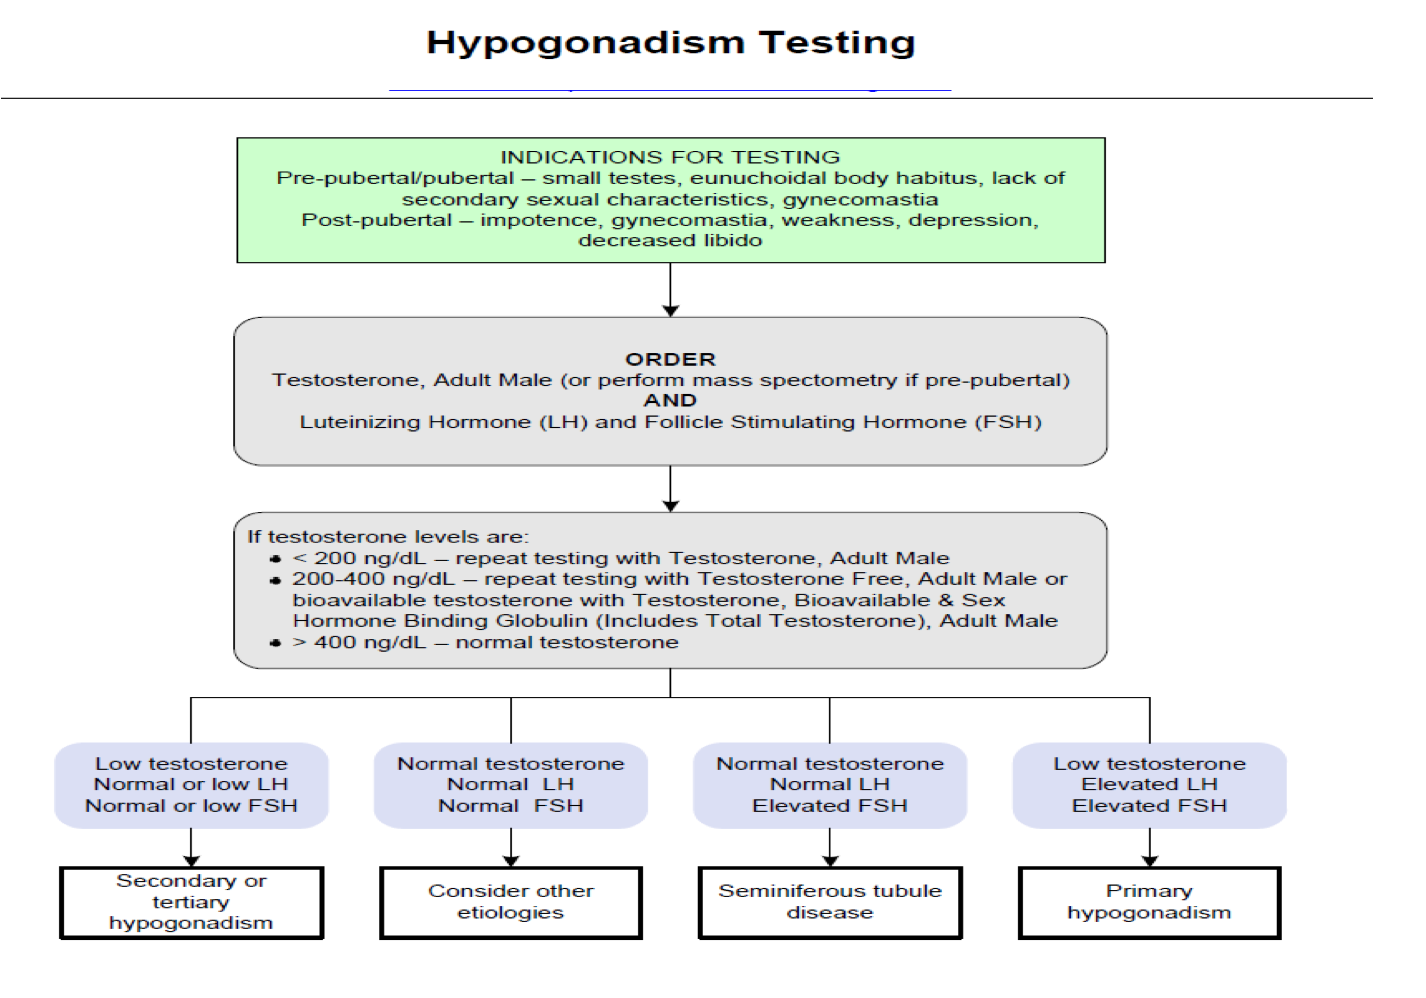 Hypogonadism Testing
INDICATIONS FOR TESTING
Pre-pubertal/pubertal – small testes, eunuchoidal body habitus, lack of
secondary sexual characteristics, gynecomastia
Post-pubertal – impotence, gynecomastia, weakness, depression,
decreased libido
ORDER
Testosterone, Adult Male (or perform mass spectometry if pre-pubertal)
AND
Luteinizing Hormone (LH) and Follicle Stimulating Hormone (FSH)
If testosterone levels are:
• < 200 ng/dL – repeat testing with Testosterone, Adult Male
• 200-400 ng/dL – repeat testing with Testosterone Free, Adult Male or
bioavailable testosterone with Testosterone, Bioavailable & Sex
Hormone Binding Globulin (Includes Total Testosterone), Adult Male
• > 400 ng/dL – normal testosterone
Low testosterone
Normal or low LH
Normal or low FSH
Normal testosterone
Normal LH
Normal FSH
Normal testosterone
Normal LH
Elevated FSH
Low testosterone
Elevated LH
Elevated FSH
Secondary or
tertiary
hypogonadism
Consider other
etiologies
Seminiferous tubule
disease
Primary
hypogonadism